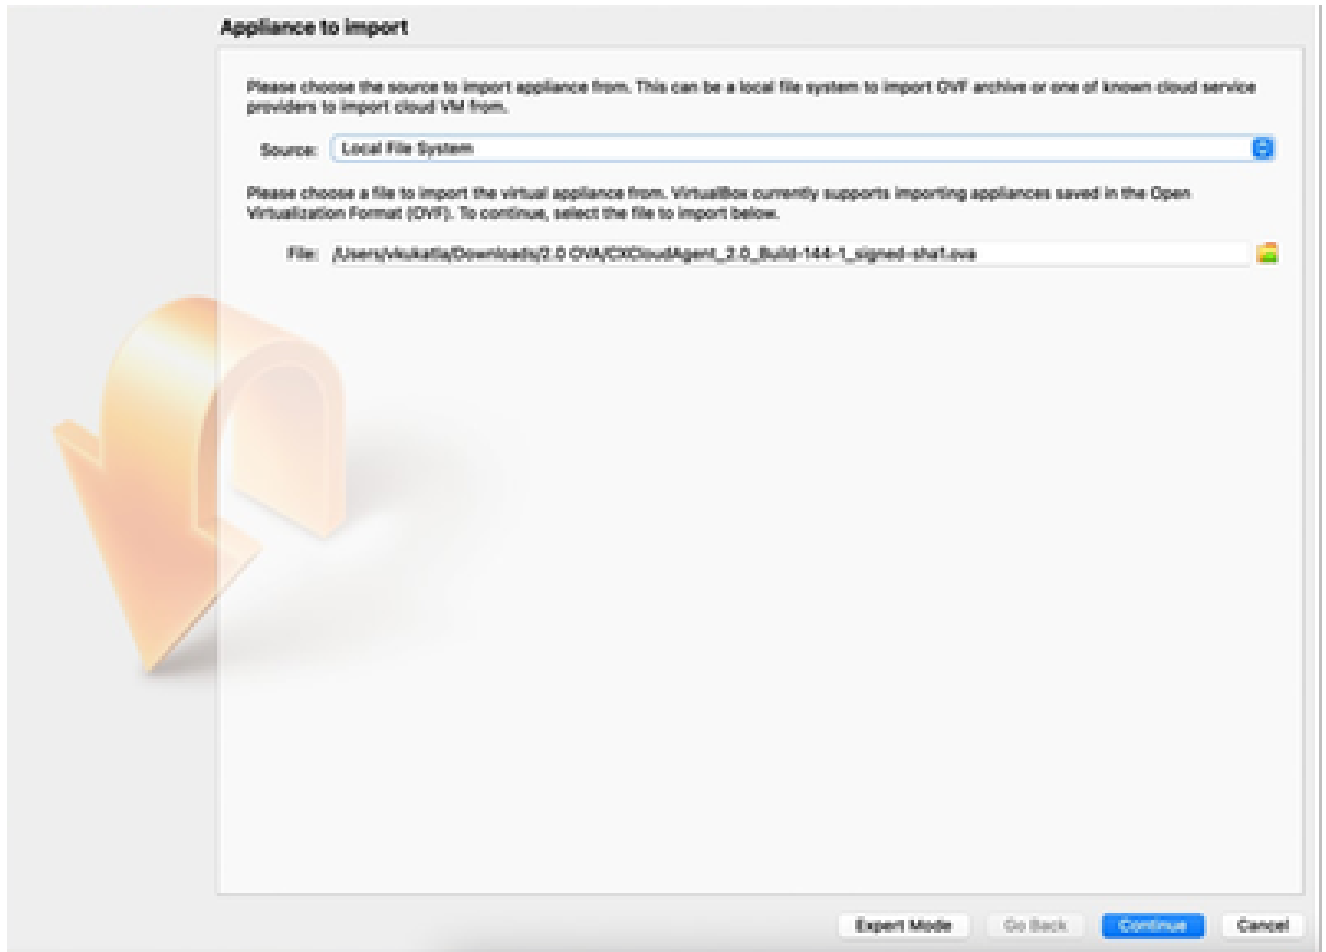 Appliance to import
Please choose the source to import appliance from. This can be a local file system to import OVF archive or one of known cloud service
providers to import cloud VM from.
Source: Local File System
Please choose a file to import the virtual appliance from. VirtualBox currently supports importing appliances saved in the Open
Virtualization Format (OVF). To continue, select the file to import below.
File: /Users/vkukatla/Downloads/2.0 OVA/CXCloudAgent_2.0_Build-144-1_signed-sha1.ova
Expert Mode Go Back Continue Cancel